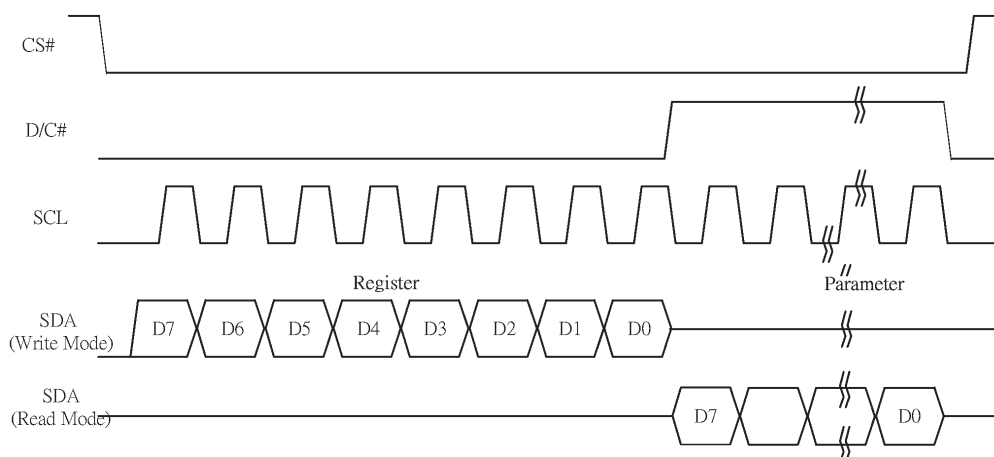 CS#
D/C#
SCL
Register Parameter
SDA
(Write Mode)
D7 D6 D5 D4 D3 D2 D1 D0
SDA
(Read Mode)
D7 D0